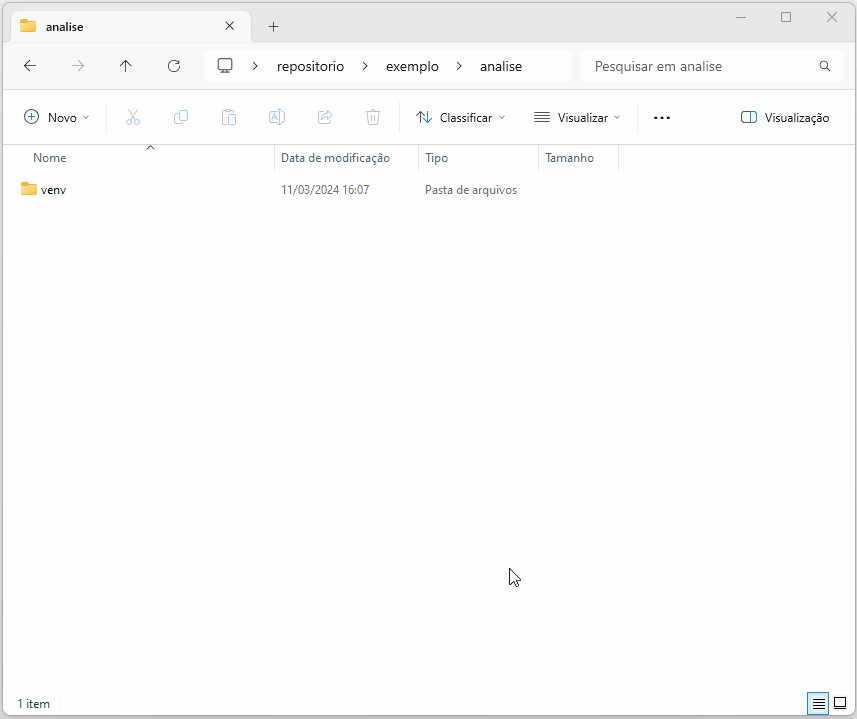 analise
repositorio exemplo analise Pesquisar em analise
Novo Classificar Visualizar Visualização
Nome Data de modificação Tipo Tamanho
venv 11/03/2024 16:07 Pasta de arquivos
1 item